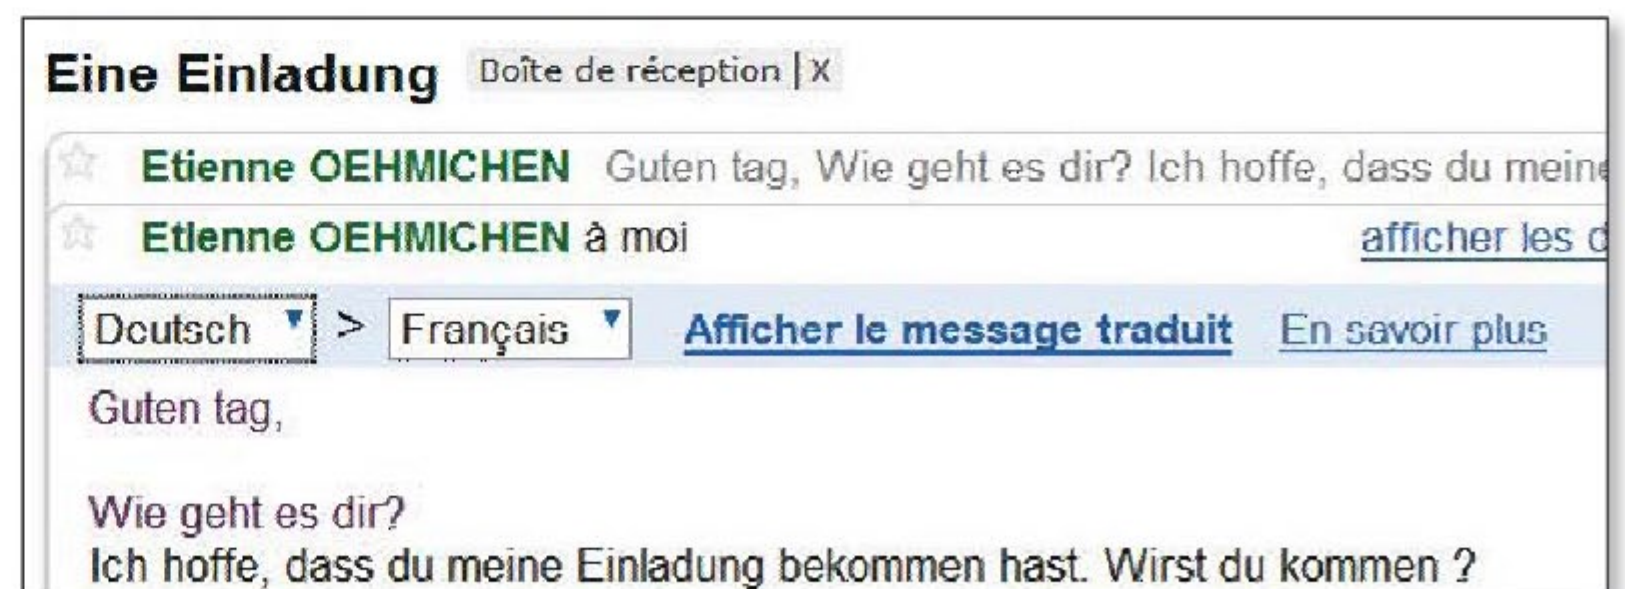 Eine Einladung Boîte de réception | X
Etienne OEHMICHEN Guten tag, Wie geht es dir? Ich hoffe, dass du meine
Etienne OEHMICHEN à moi afficher les d
Deutsch > Français Afficher le message traduit En savoir plus
Guten tag,
Wie geht es dir?
Ich hoffe, dass du meine Einladung bekommen hast. Wirst du kommen ?